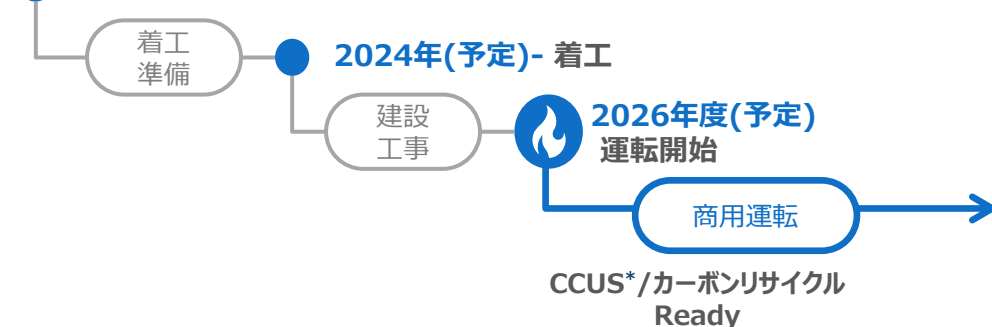 着工
準備
2024年(予定)- 着工
建設
工事
2026年度(予定)
運転開始
商用運転
CCUS*/カーボンリサイクル
Ready